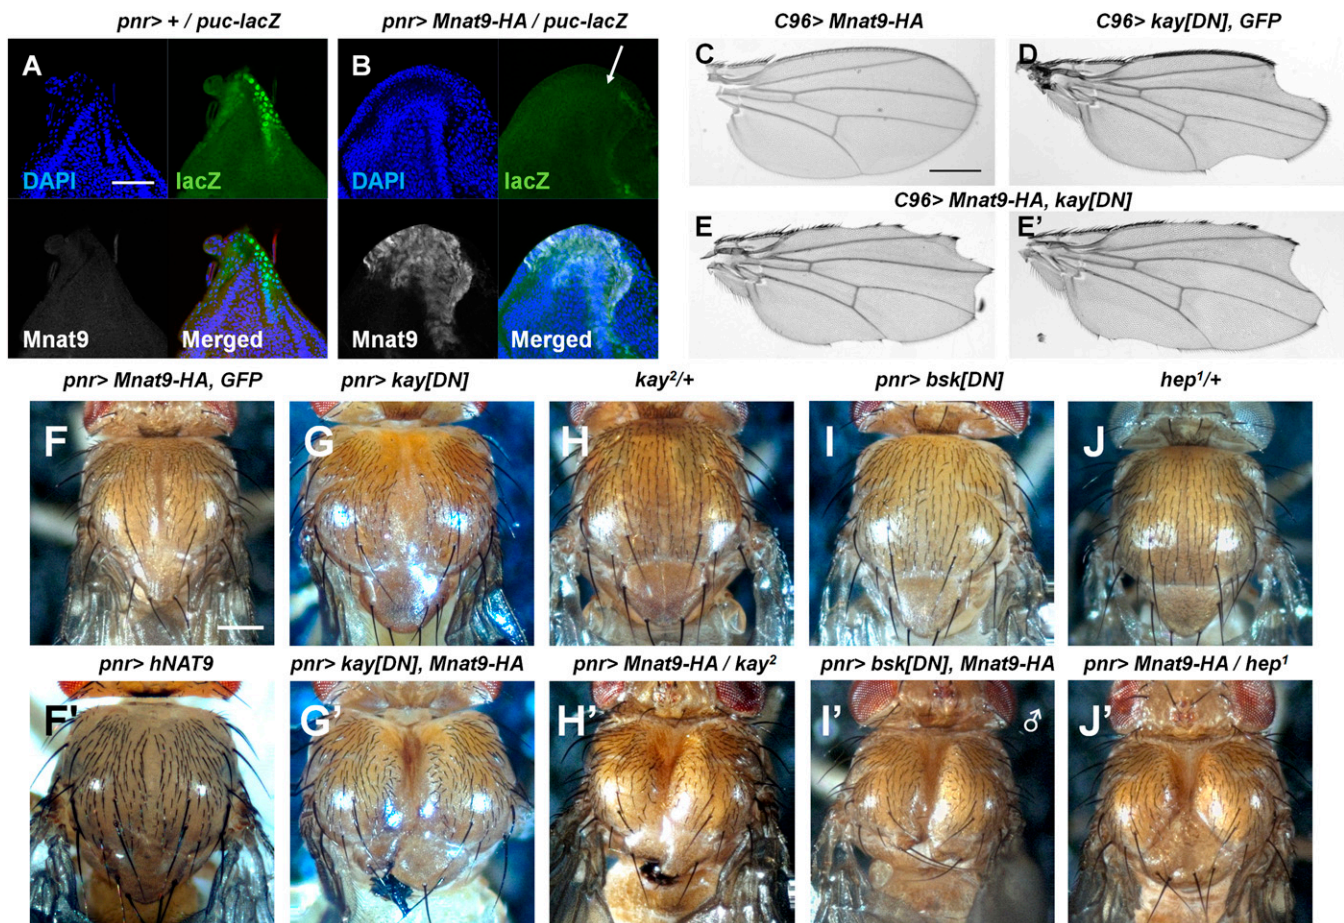 pnr> + / puc-lacZ
pnr> Mnat9-HA / puc-lacZ
C96> Mnat9-HA
C96> kay[DN], GFP
A
B
C
D
DAPI
lacZ
DAPI
lacZ
C96> Mnat9-HA, kay[DN]
E
E'
Mnat9
Merged
Mnat9
Merged
pnr> Mnat9-HA, GFP
pnr> kay[DN]
kay²/+
pnr> bsk[DN]
hep¹/+
F
G
H
I
J
pnr> hNAT9
pnr> kay[DN], Mnat9-HA
pnr> Mnat9-HA / kay²
pnr> bsk[DN], Mnat9-HA
pnr> Mnat9-HA / hep¹
F'
G'
H'
I'
♂
J'